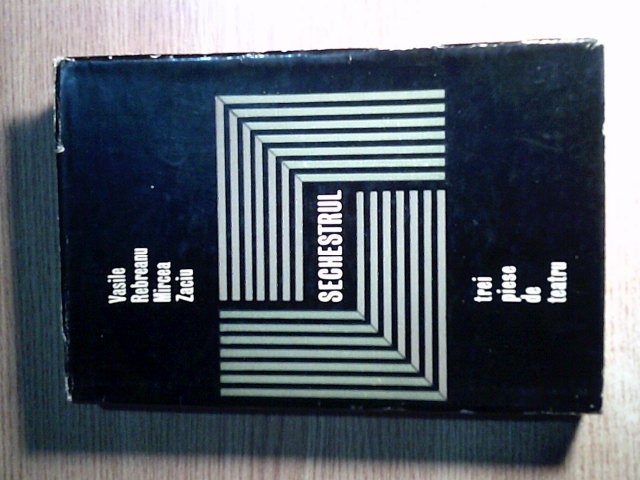 Vasile
Rebreanu
Mircea
Zaciu
SECHESTRUL
trei
piese
de
teatru